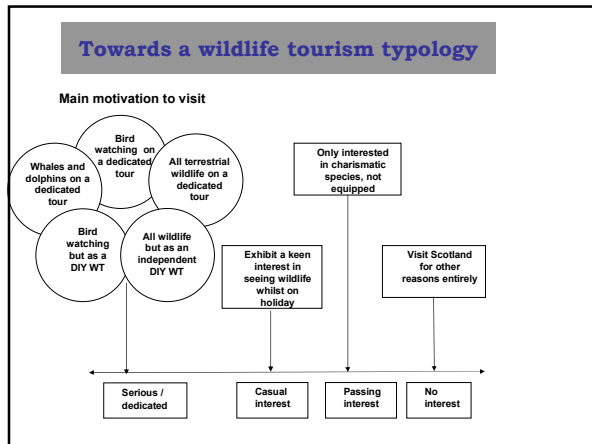 Towards a wildlife tourism typology
Main motivation to visit
Bird
watching on
a dedicated
tour
Whales and
dolphins on a
dedicated
tour
All terrestrial
wildlife on a
dedicated
tour
Bird
watching
but as a
DIY WT
All wildlife
but as an
independent
DIY WT
Only interested
in charismatic
species, not
equipped
Exhibit a keen
interest in
seeing wildlife
whilst on
holiday
Visit Scotland
for other
reasons entirely
Serious /
dedicated
Casual
interest
Passing
interest
No
interest